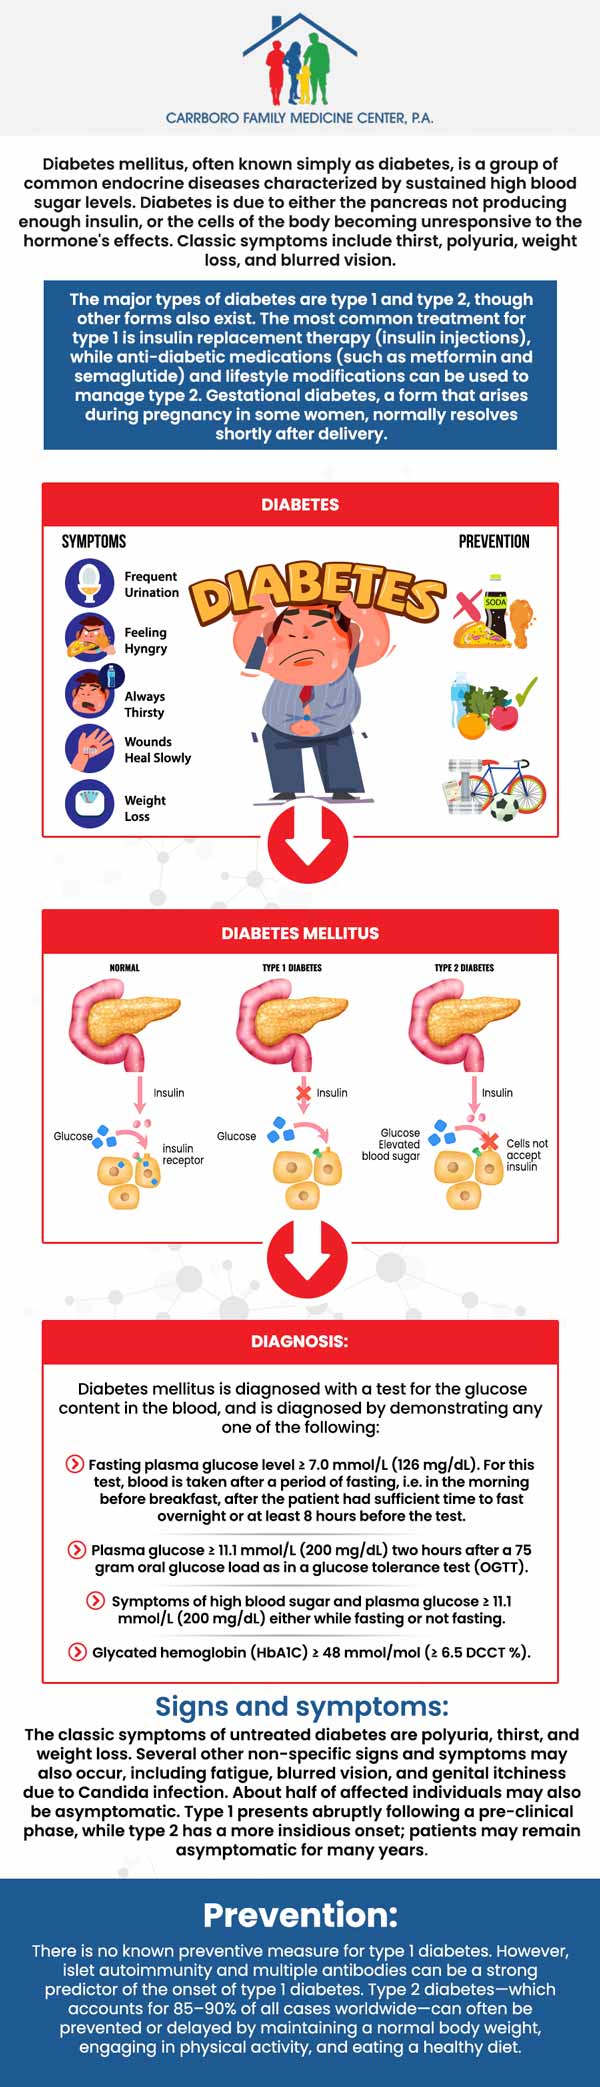 CARRBORO FAMILY MEDICINE CENTER, P.A.
Diabetes mellitus, often known simply as diabetes, is a group of
common endocrine diseases characterized by sustained high blood
sugar levels. Diabetes is due to either the pancreas not producing
enough insulin, or the cells of the body becoming unresponsive to the
hormone's effects. Classic symptoms include thirst, polyuria, weight
loss, and blurred vision.
The major types of diabetes are type 1 and type 2, though
other forms also exist. The most common treatment for
type 1 is insulin replacement therapy (insulin injections),
while anti-diabetic medications (such as metformin and
semaglutide) and lifestyle modifications can be used to
manage type 2. Gestational diabetes, a form that arises
during pregnancy in some women, normally resolves
shortly after delivery.
DIABETES
SYMPTOMS
Frequent
Urination
Feeling
Hyngry
Always
Thirsty
Wounds
Heal Slowly
Weight
Loss
DIABETES
PREVENTION
SODA
DIABETES MELLITUS
NORMAL
Insulin
Glucose
insulin
receptor
TYPE 1 DIABETES
Insulin
Glucose
TYPE 2 DIABETES
Insulin
Glucose
Elevated
blood sugar
Cells not
accept
insulin
DIAGNOSIS:
Diabetes mellitus is diagnosed with a test for the glucose
content in the blood, and is diagnosed by demonstrating any
one of the following:
Fasting plasma glucose level ≥ 7.0 mmol/L (126 mg/dL). For this
test, blood is taken after a period of fasting, i.e. in the morning
before breakfast, after the patient had sufficient time to fast
overnight or at least 8 hours before the test.
Plasma glucose ≥ 11.1 mmol/L (200 mg/dL) two hours after a 75
gram oral glucose load as in a glucose tolerance test (OGTT).
Symptoms of high blood sugar and plasma glucose ≥ 11.1
mmol/L (200 mg/dL) either while fasting or not fasting.
Glycated hemoglobin (HbA1C) ≥ 48 mmol/mol (≥ 6.5 DCCT %).
Signs and symptoms:
The classic symptoms of untreated diabetes are polyuria, thirst, and
weight loss. Several other non-specific signs and symptoms may
also occur, including fatigue, blurred vision, and genital itchiness
due to Candida infection. About half of affected individuals may also
be asymptomatic. Type 1 presents abruptly following a pre-clinical
phase, while type 2 has a more insidious onset; patients may remain
asymptomatic for many years.
Prevention:
There is no known preventive measure for type 1 diabetes. However,
islet autoimmunity and multiple antibodies can be a strong
predictor of the onset of type 1 diabetes. Type 2 diabetes—which
accounts for 85–90% of all cases worldwide—can often be
prevented or delayed by maintaining a normal body weight,
engaging in physical activity, and eating a healthy diet.